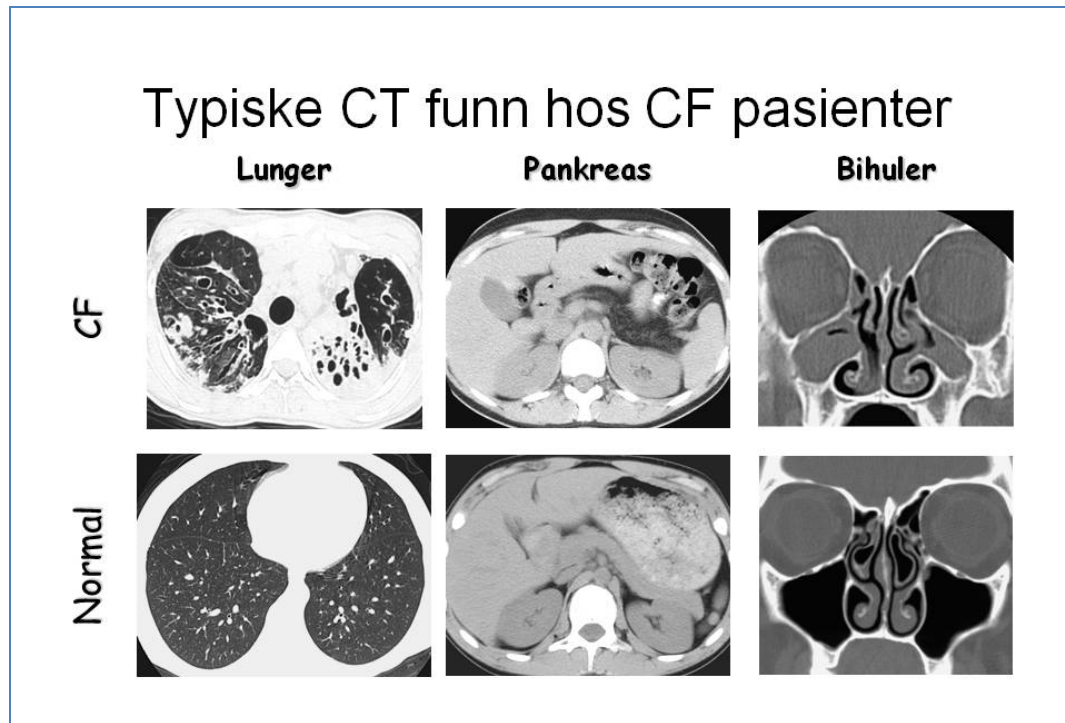 Typiske CT funn hos CF pasienter
Lunger Pankreas Bihuler
CF
Normal